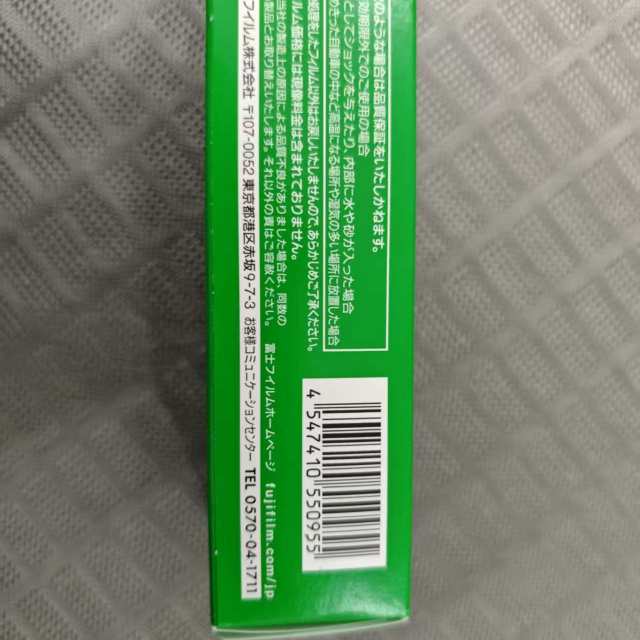 のような場合は品質保証をいたしかねます。
効期限外でのご使用の場合
としてショックを与えたり、内部に水や砂が入った場合
めきった自動車の中など高温になる場所や湿気の多い場所に放置した場合
処理をしたフィルム以外はお戻しいたしませんので、あらかじめご了承ください。
ルム価格には現像料金は含まれておりません。
当社の製造上の原因による品質不良がありました場合は、同数の
製品とお取り替えいたします。それ以外の責はご容赦ください。
富士フイルムホームページ fujifilm.com/jp
フイルム株式会社 〒107-0052 東京都港区赤坂9-7-3 お客様コミュニケーションセンター TEL 0570-04-1711
4 547410 550955